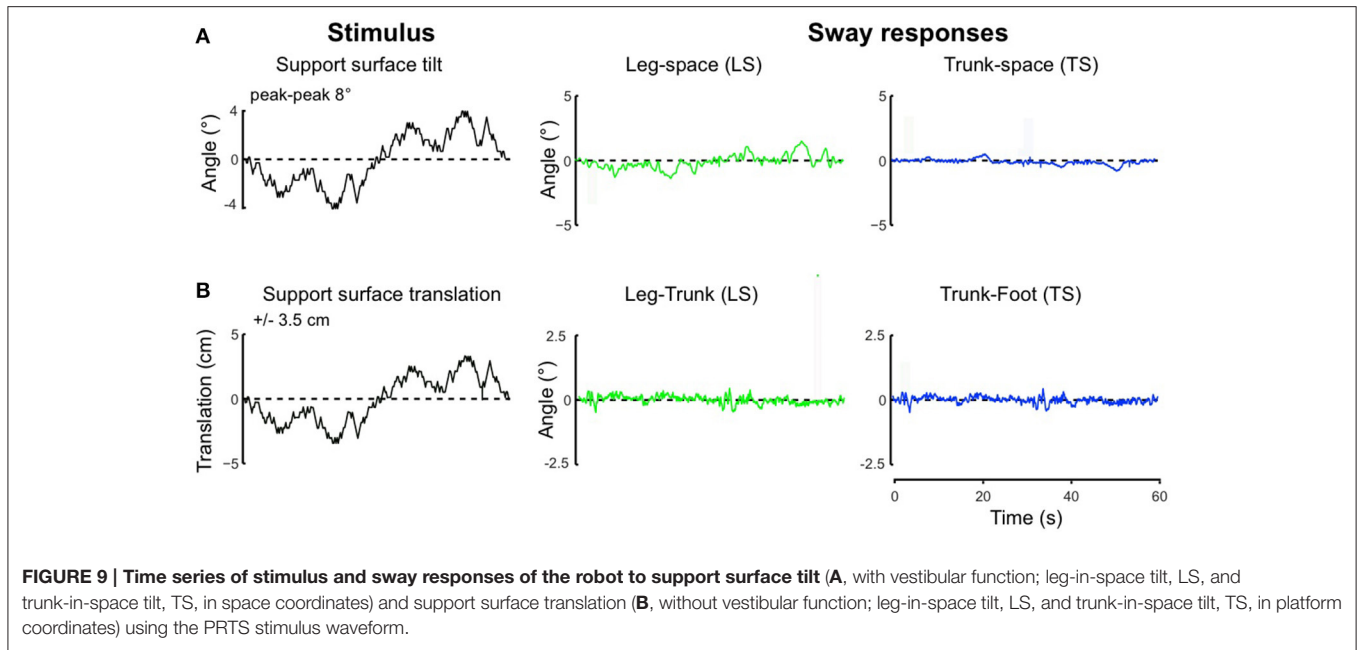 A
Stimulus
Sway responses
Support surface tilt
Leg-space (LS)
Trunk-space (TS)
peak-peak 8°
Angle (°)
4
0
-4
Angle (°)
5
0
−5
5
0
−5
B
Support surface translation
Leg-Trunk (LS)
Trunk-Foot (TS)
+/- 3.5 cm
Translation (cm)
5
0
−5
Angle (°)
2.5
0
-2.5
2.5
0
-2.5
0 20 40 60
Time (s)
FIGURE 9 | Time series of stimulus and sway responses of the robot to support surface tilt (A, with vestibular function; leg-in-space tilt, LS, and
trunk-in-space tilt, TS, in space coordinates) and support surface translation (B, without vestibular function; leg-in-space tilt, LS, and trunk-in-space tilt, TS, in platform
coordinates) using the PRTS stimulus waveform.